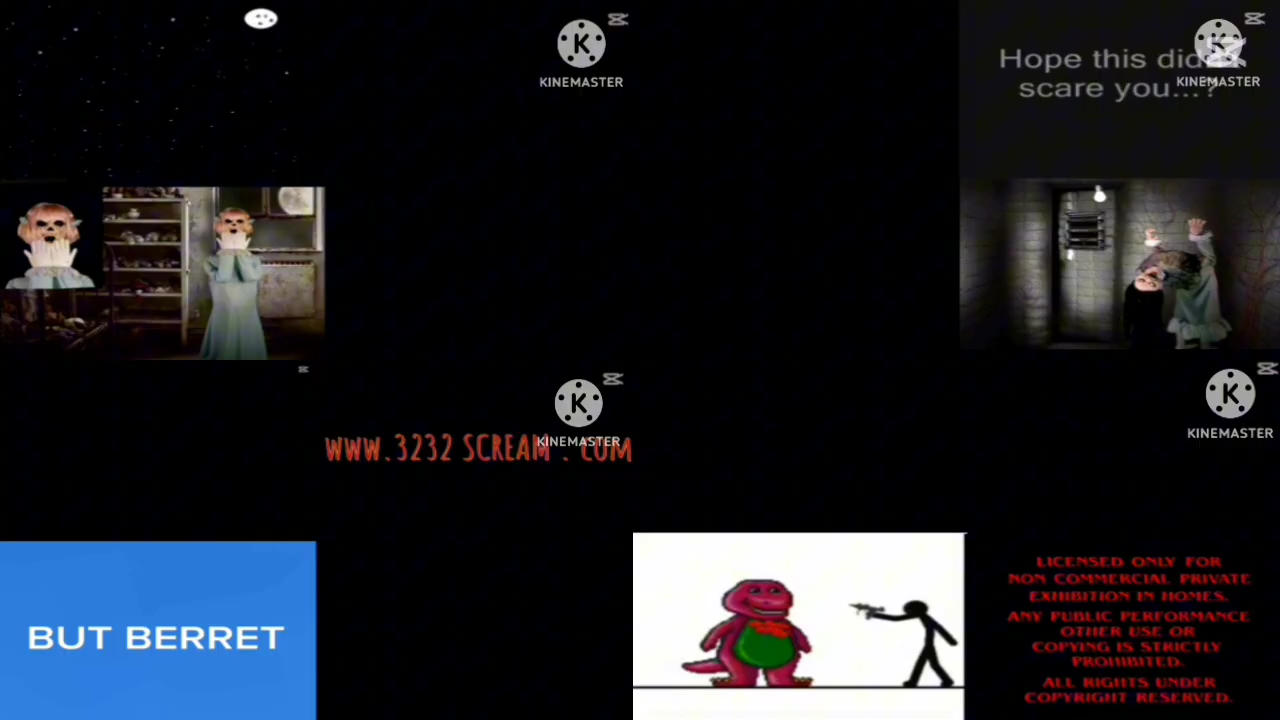 KINEMASTER
Hope this didn't
scare you...?
KINEMASTER
www.3232 SCREAM . COM
KINEMASTER
KINEMASTER
BUT BERRET
LICENSED ONLY FOR
NON COMMERCIAL PRIVATE
EXHIBITION IN HOMES.
ANY PUBLIC PERFORMANCE
OTHER USE OR
COPYING IS STRICTLY
PROHIBITED.
ALL RIGHTS UNDER
COPYRIGHT RESERVED.